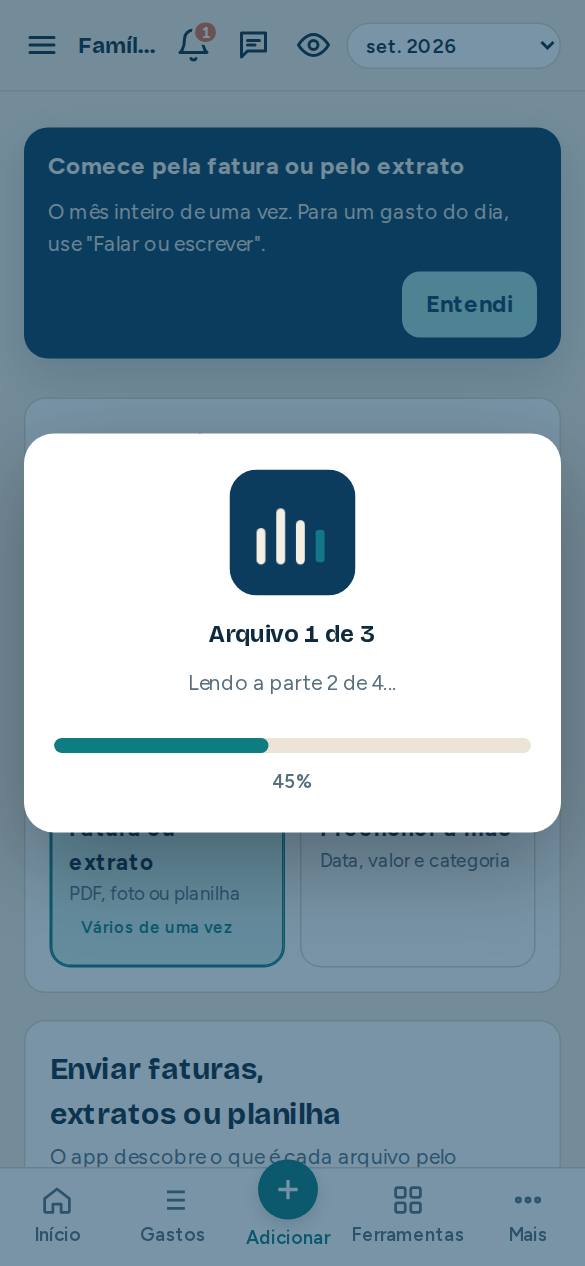 Famíl...
1
set. 2026
Comece pela fatura ou pelo extrato
O mês inteiro de uma vez. Para um gasto do dia,
use "Falar ou escrever".
Entendi
Arquivo 1 de 3
Lendo a parte 2 de 4...
45%
extrato
PDF, foto ou planilha
Vários de uma vez
Data, valor e categoria
Enviar faturas,
extratos ou planilha
O app descobre o que é cada arquivo pelo
Início
Gastos
Adicionar
Ferramentas
Mais